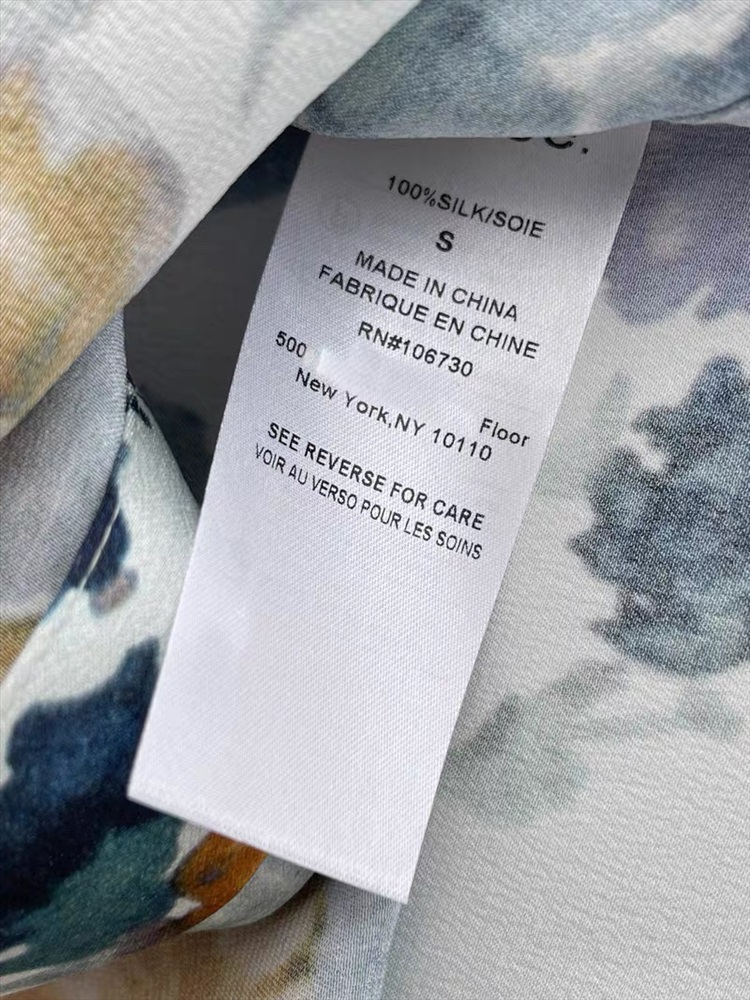 100%SILK/SOIE
S
MADE IN CHINA
FABRIQUE EN CHINE
RN#106730
500 Floor
New York,NY 10110
SEE REVERSE FOR CARE
VOIR AU VERSO POUR LES SOINS